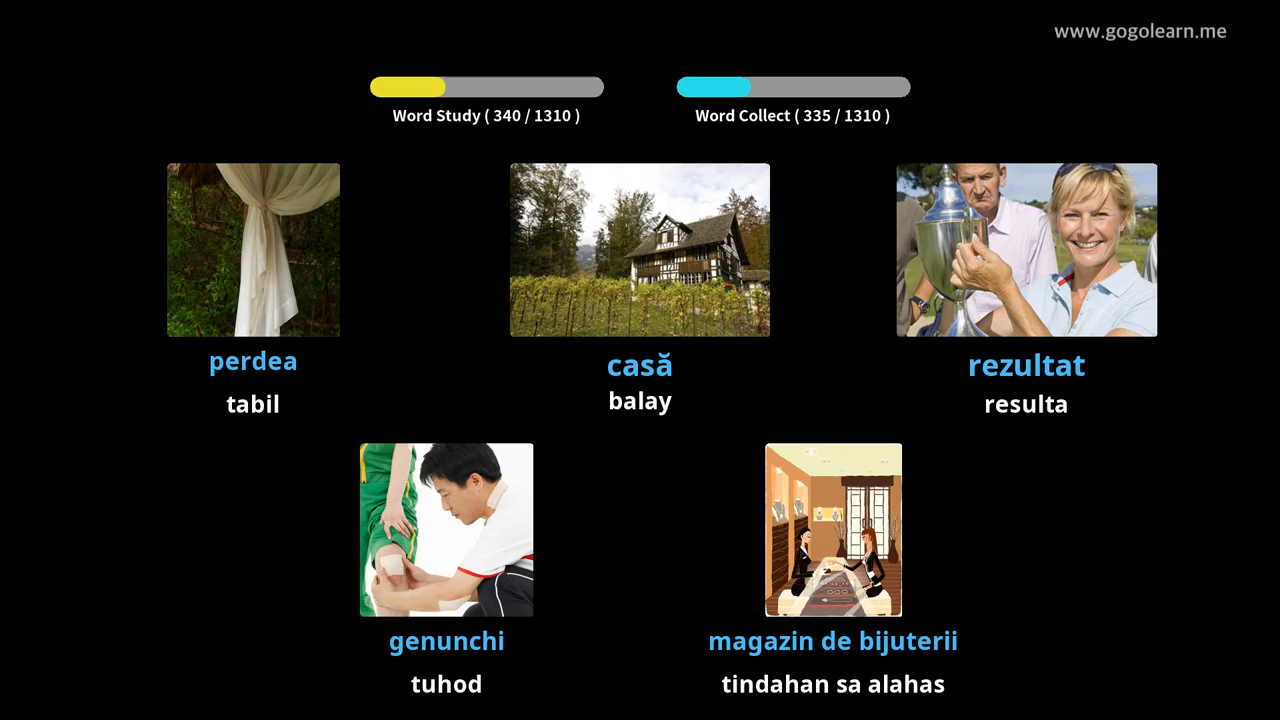 www.gogolearn.me
Word Study ( 340 / 1310 )
Word Collect ( 335 / 1310 )
perdea
tabil
casă
balay
rezultat
resulta
genunchi
tuhod
magazin de bijuterii
tindahan sa alahas